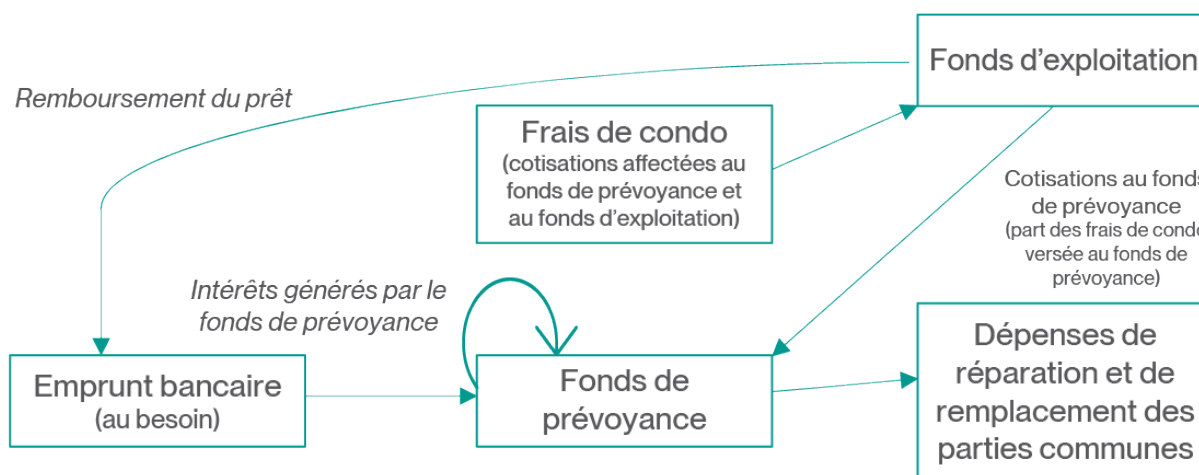 Fonds d'exploitation
Remboursement du prêt
Frais de condo
(cotisations affectées au
fonds de prévoyance et
au fonds d'exploitation)
Cotisations au fonds
de prévoyance
(part des frais de condo
versée au fonds de
prévoyance)
Intérêts générés par le
fonds de prévoyance
Emprunt bancaire
(au besoin)
Fonds de
prévoyance
Dépenses de
réparation et de
remplacement des
parties communes